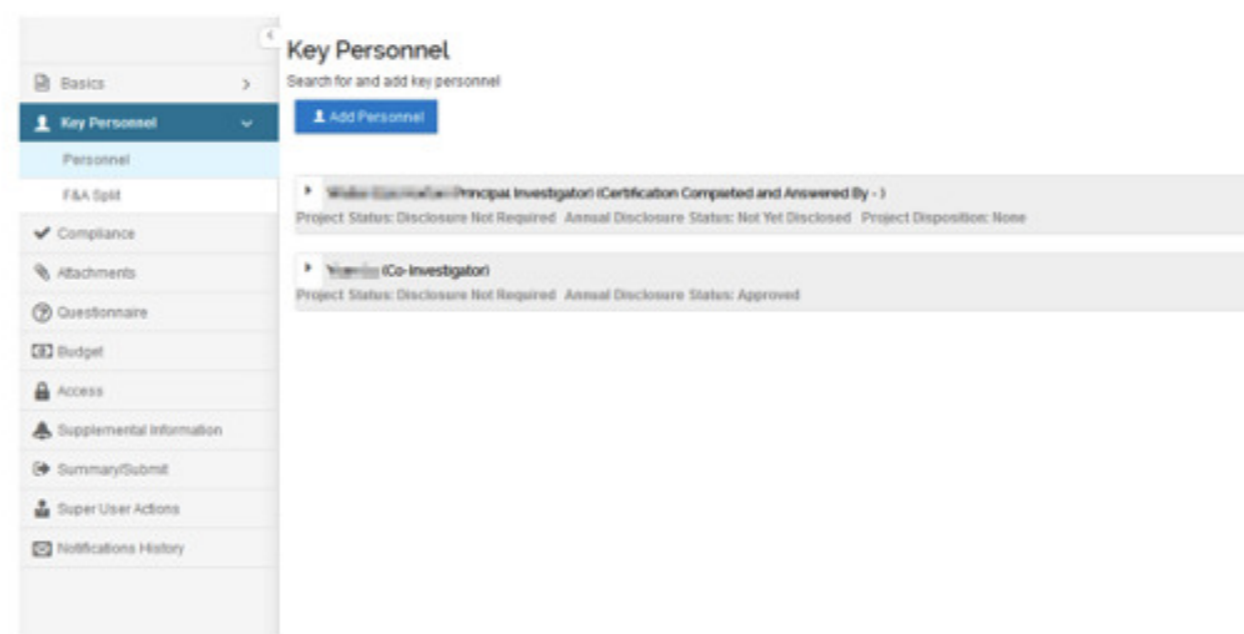 Basics
Key Personnel
Personnel
F&A Split
Compliance
Attachments
Questionnaire
Budget
Access
Supplemental Information
Summary/Submit
Super User Actions
Notifications History
Key Personnel
Search for and add key personnel
Add Personnel
Principal Investigator) (Certification Completed and Answered By - )
Project Status: Disclosure Not Required Annual Disclosure Status: Not Yet Disclosed Project Disposition: None
(Co-Investigator)
Project Status: Disclosure Not Required Annual Disclosure Status: Approved